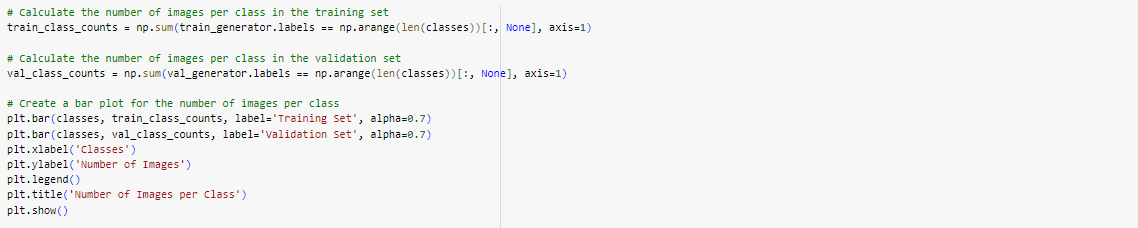 # Calculate the number of images per class in the training set
train_class_counts = np.sum(train_generator.labels == np.arange(len(classes))[:, None], axis=1)
# Calculate the number of images per class in the validation set
val_class_counts = np.sum(val_generator.labels == np.arange(len(classes))[:, None], axis=1)
# Create a bar plot for the number of images per class
plt.bar(classes, train_class_counts, label='Training Set', alpha=0.7)
plt.bar(classes, val_class_counts, label='Validation Set', alpha=0.7)
plt.xlabel('Classes')
plt.ylabel('Number of Images')
plt.legend()
plt.title('Number of Images per Class')
plt.show()